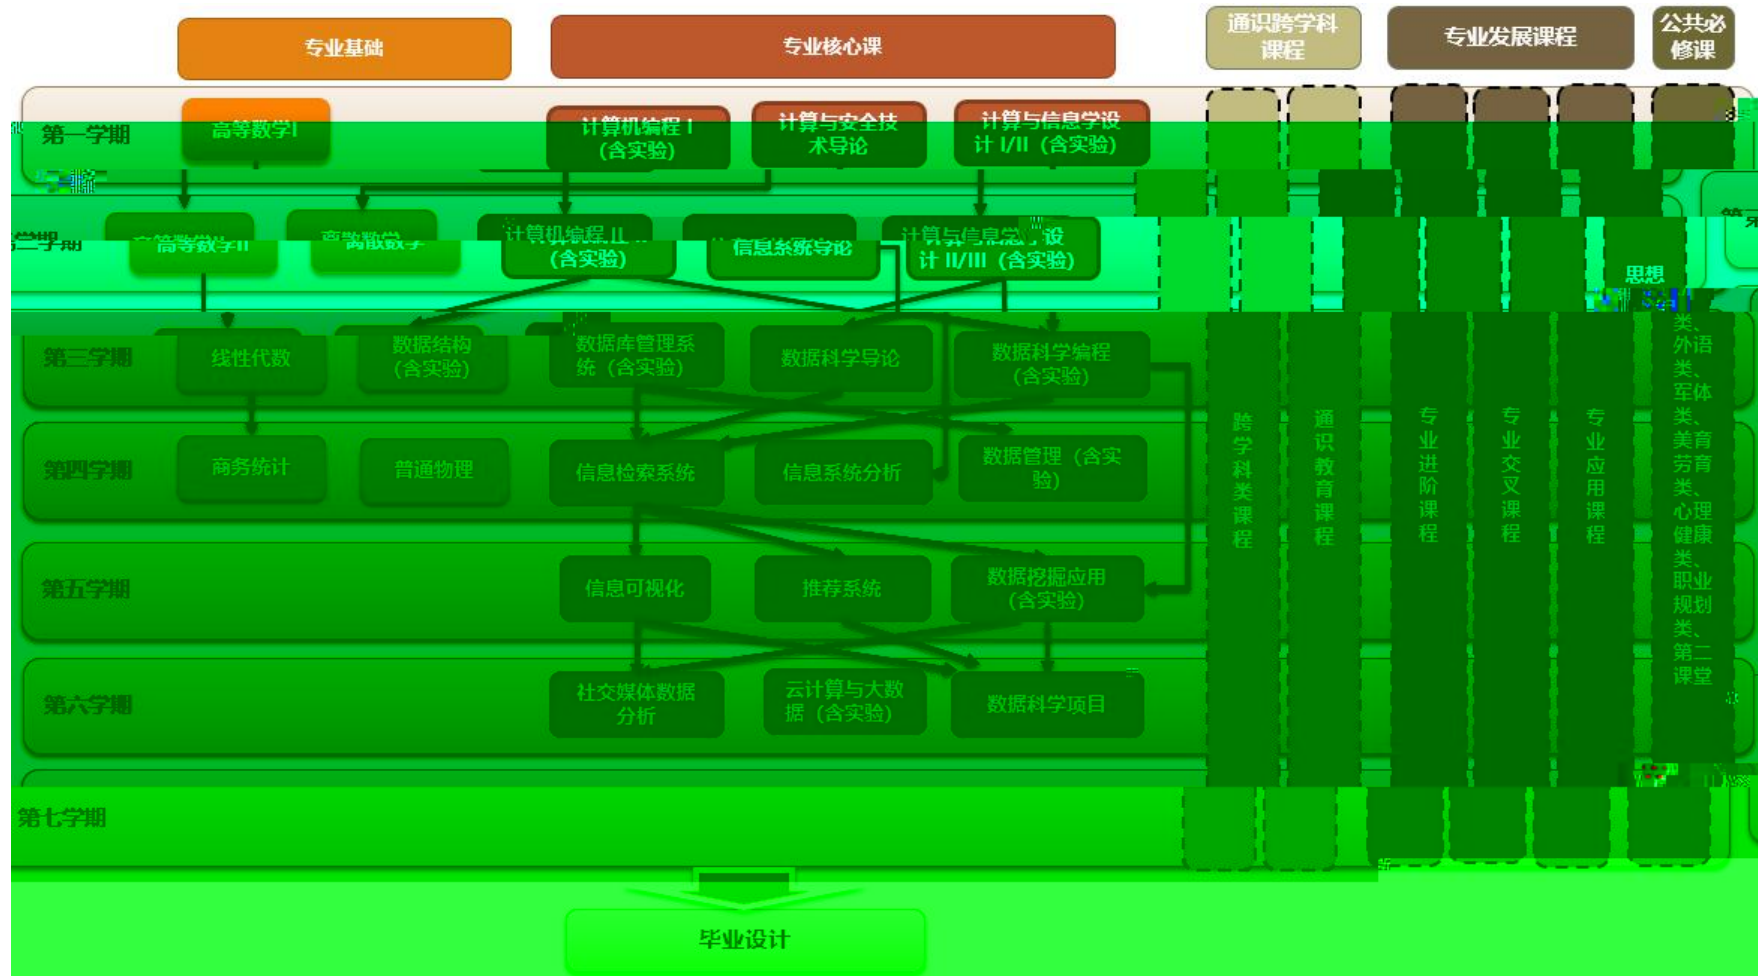 专业基础
专业核心课
通识跨学科
课程
专业发展课程
公共必
修课
第一学期
高等数学I
计算机编程 I
(含实验)
计算与安全技
术导论
计算与信息学设
计 I/II（含实验）
学期
高等数学II
离散数学
计算机编程 II
(含实验)
信息系统导论
计算与信息学设
计 II/III（含实验）
第三学期
线性代数
数据结构
(含实验)
数据库管理系
统（含实验)
数据科学导论
数据科学编程
(含实验)
第四学期
商务统计
普通物理
信息检索系统
信息系统分析
数据管理（含实
验)
第五学期
信息可视化
推荐系统
数据挖掘应用
(含实验)
第六学期
社交媒体数据
分析
云计算与大数
据（含实验)
数据科学项目
第七学期
跨学科类课程
通识教育课程
专业进阶课程
专业交叉课程
专业应用课程
思想
类、
外语
类、
军体
类、
美育
劳育
类、
心理
健康
类、
职业
规划
类、
第二
课堂
毕业设计